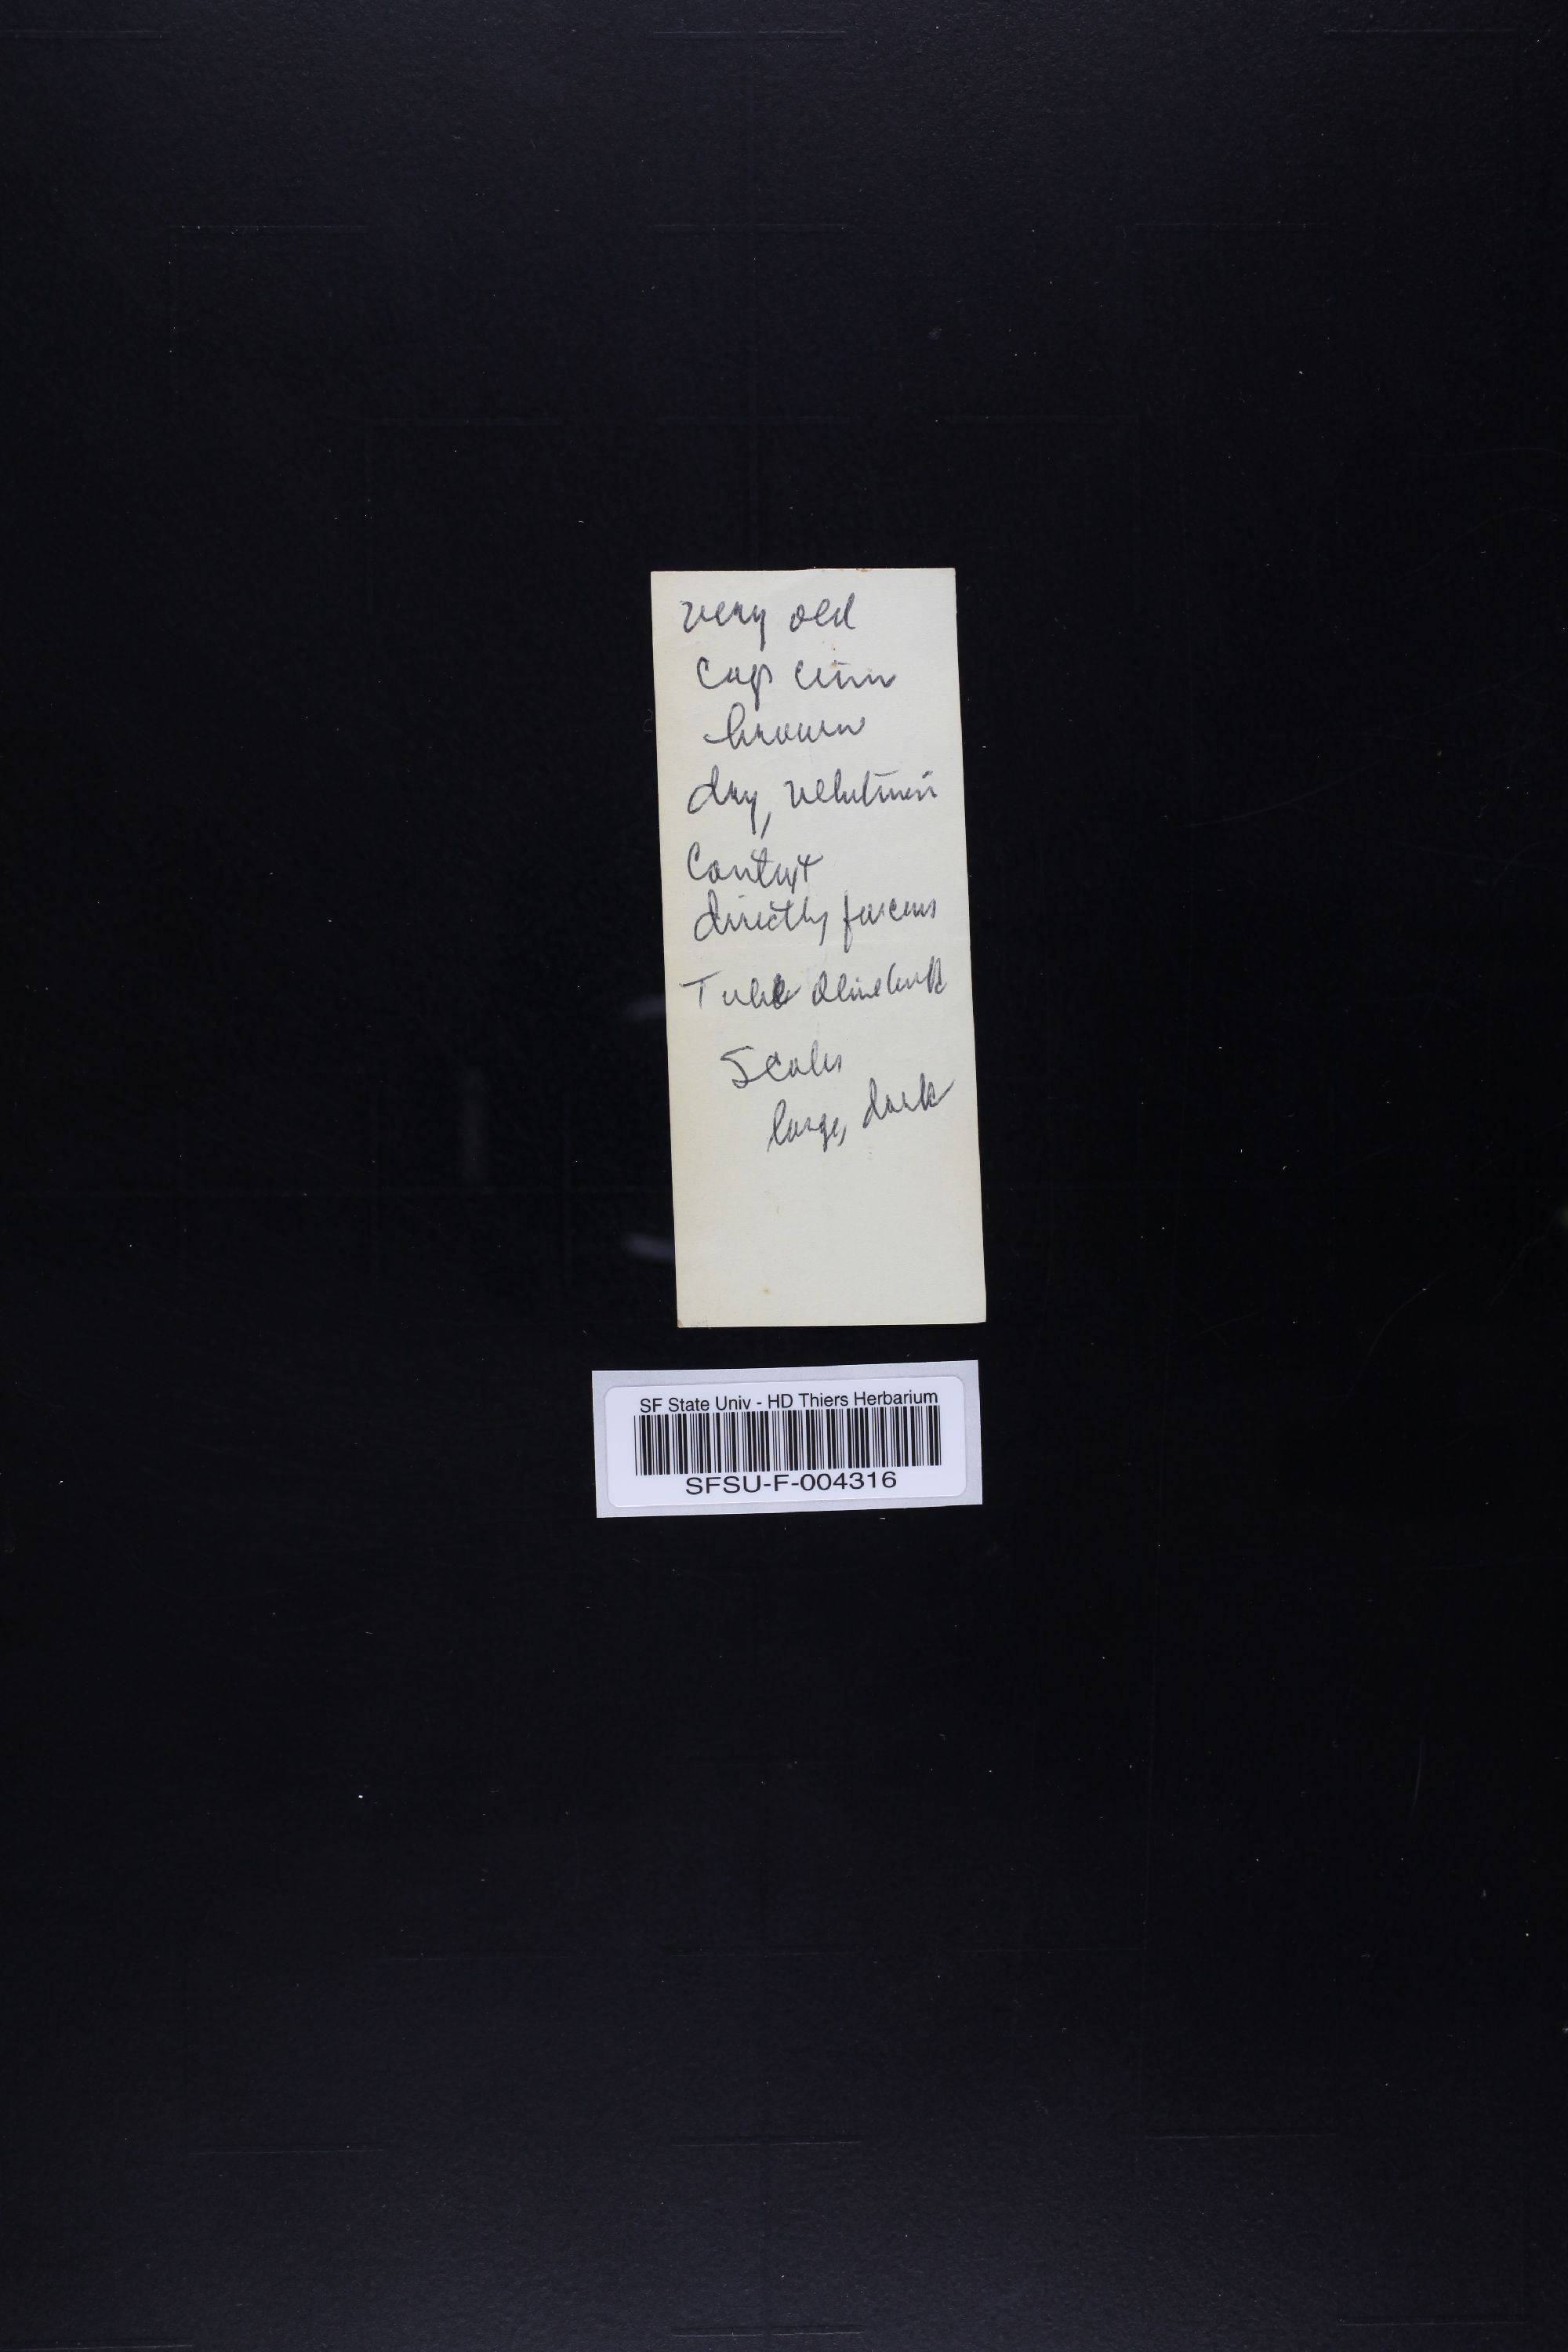 very old
cap cinn
brown
dry, velutinous
Context
directly fuscous
Tube olive buff
Scales
large, dark
SF State Univ - HD Thiers Herbarium
SFSU-F-004316